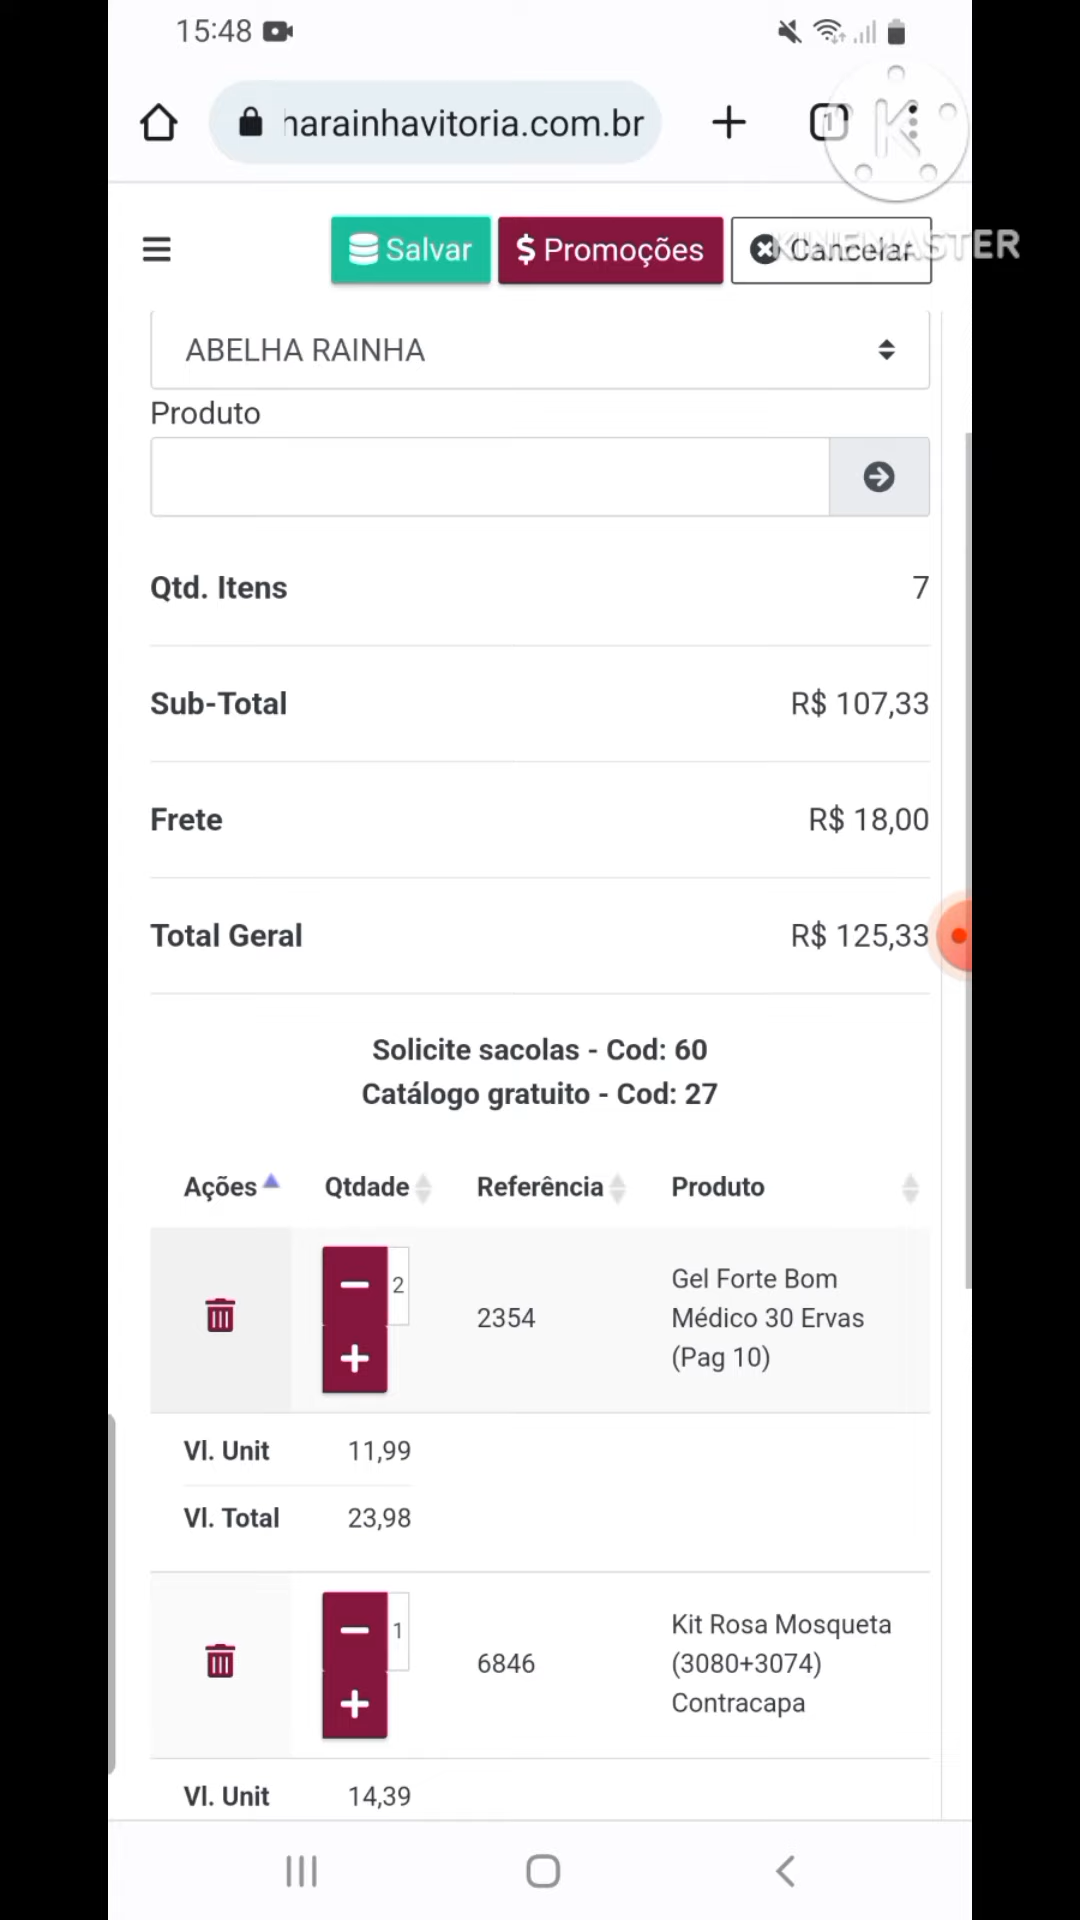 15:48
harainhavitoria.com.br
1
K
KINEMASTER
Salvar
$ Promoções
Cancelar
ABELHA RAINHA
Produto
Qtd. Itens 7
Sub-Total R$ 107,33
Frete R$ 18,00
Total Geral R$ 125,33
Solicite sacolas - Cod: 60
Catálogo gratuito - Cod: 27
Ações Qtdade Referência Produto
2 2354 Gel Forte Bom
Médico 30 Ervas
(Pag 10)
Vl. Unit 11,99
Vl. Total 23,98
1 6846 Kit Rosa Mosqueta
(3080+3074)
Contracapa
Vl. Unit 14,39